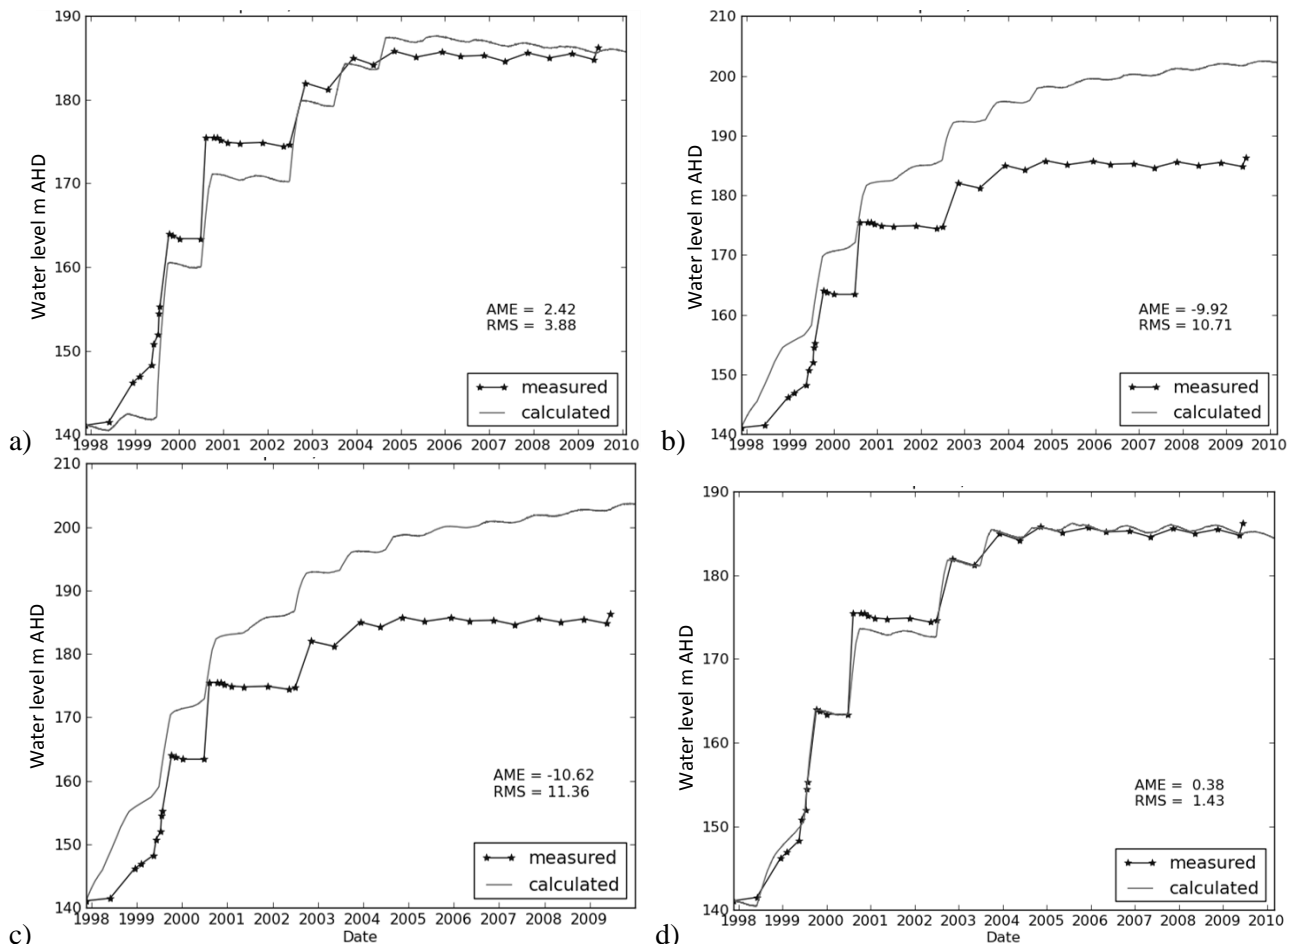 190
180
170
160
150
140
Water level m AHD
AME = 2.42
RMS = 3.88
measured
calculated
1998 1999 2000 2001 2002 2003 2004 2005 2006 2007 2008 2009 2010
a)
210
200
190
180
170
160
150
140
Water level m AHD
AME = -9.92
RMS = 10.71
measured
calculated
1998 1999 2000 2001 2002 2003 2004 2005 2006 2007 2008 2009 2010
b)
210
200
190
180
170
160
150
140
Water level m AHD
AME = -10.62
RMS = 11.36
measured
calculated
1998 1999 2000 2001 2002 2003 2004 2005 2006 2007 2008 2009
Date
c)
190
180
170
160
150
140
Water level m AHD
AME = 0.38
RMS = 1.43
measured
calculated
1998 1999 2000 2001 2002 2003 2004 2005 2006 2007 2008 2009 2010
Date
d)